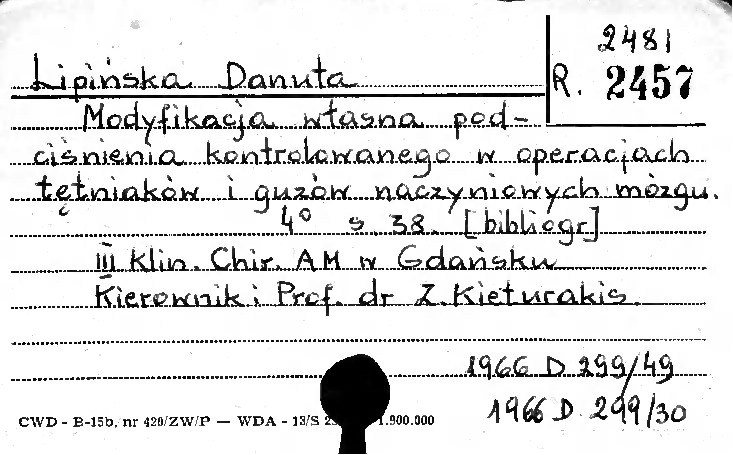 2481
Lipińska Danuta R. 2457
Modyfikacja własna pod-
ciśnienia kontrolowanego w operacjach
tętniaków i guzów naczyniowych mózgu.
4° s 38. [bibliogr]
III Klin. Chir. AM w Gdańsku
Kierownik: Prof. dr Z. Kieturakis
1966 D 299/49
1966 D 299/30
CWD - B-15b, nr 420/ZW/P — WDA - 13/S 1.900.000